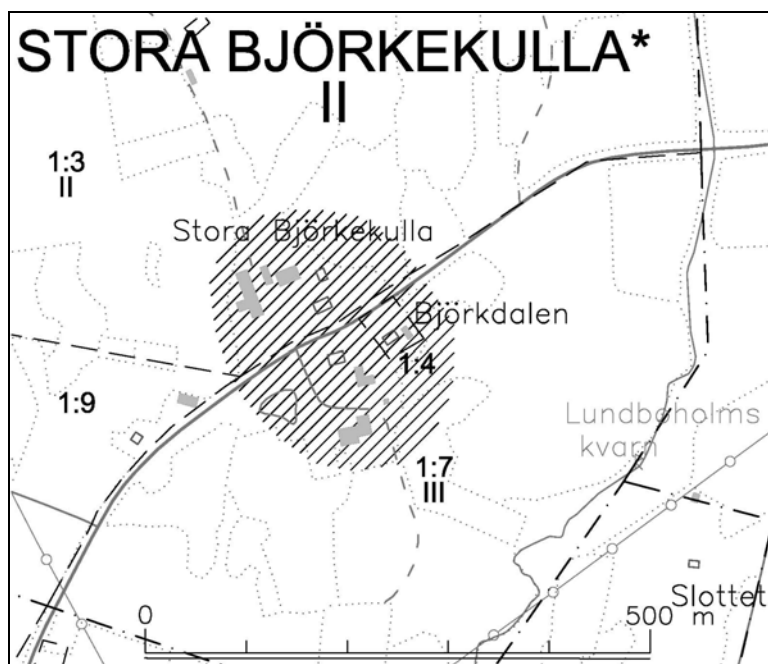 STORA BJÖRKEKULLA*
II
1:3
II
Stora Björkekulla
Björkdalen
1:4
1:9
Lundboholms
kvarn
1:7
III
Slottet
0
500 m